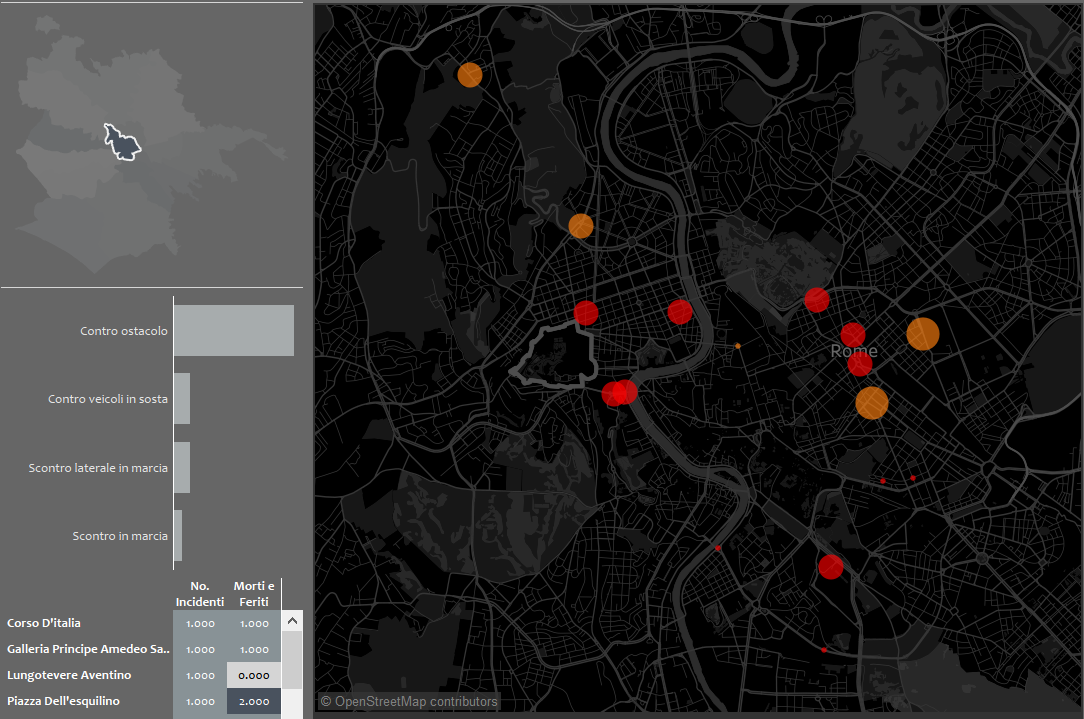 Contro ostacolo
Contro veicoli in sosta
Scontro laterale in marcia
Scontro in marcia
No. Incidenti
Morti e Feriti
Corso D'italia 1.000 1.000
Galleria Principe Amedeo Sa.. 1.000 1.000
Lungotevere Aventino 1.000 0.000
Piazza Dell'esquilino 1.000 2.000
Rome
© OpenStreetMap contributors